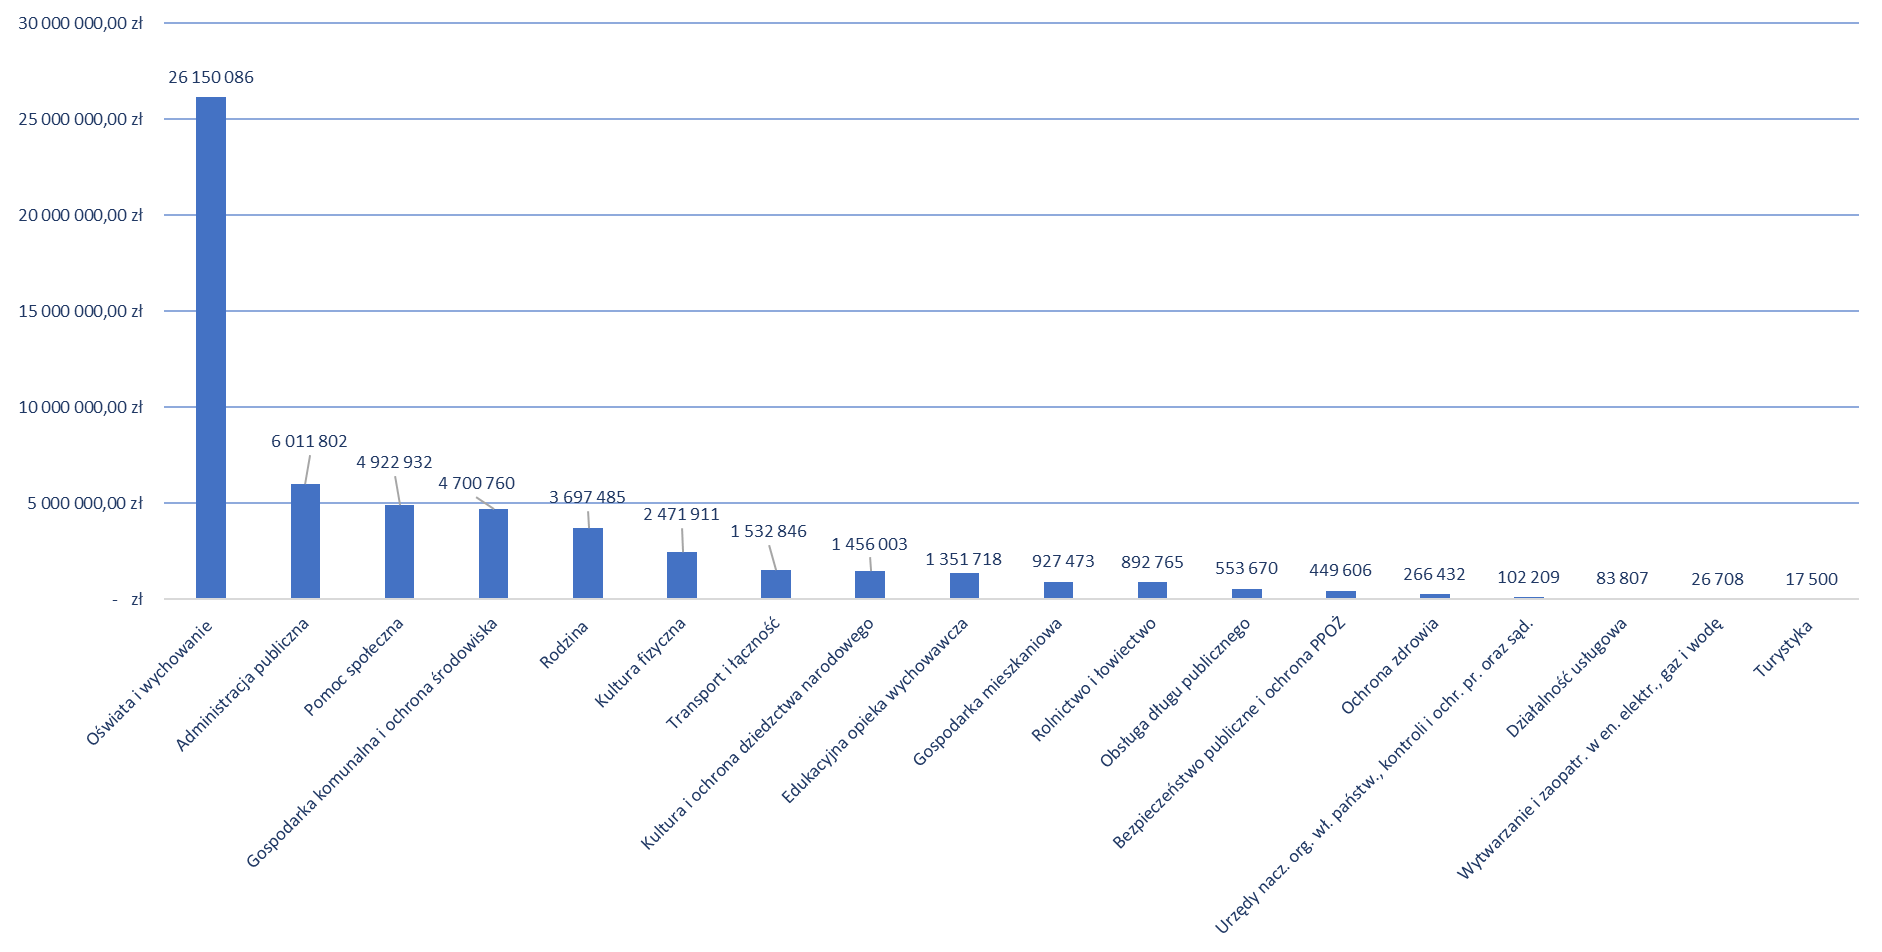 30 000 000,00 zł
25 000 000,00 zł
20 000 000,00 zł
15 000 000,00 zł
10 000 000,00 zł
5 000 000,00 zł
- zł
26 150 086
6 011 802
4 922 932
4 700 760
3 697 485
2 471 911
1 532 846
1 456 003
1 351 718
927 473
892 765
553 670
449 606
266 432
102 209
83 807
26 708
17 500
Oświata i wychowanie
Administracja publiczna
Pomoc społeczna
Gospodarka komunalna i ochrona środowiska
Rodzina
Kultura fizyczna
Transport i łączność
Kultura i ochrona dziedzctwa narodowego
Edukacyjna opieka wychowawcza
Gospodarka mieszkaniowa
Rolnictwo i łowiectwo
Obsługa długu publicznego
Bezpieczeństwo publiczne i ochrona PPOŻ
Ochrona zdrowia
Urzędy nacz. org. wł. państw., kontroli i ochr. pr. oraz sąd.
Działalność usługowa
Wytwarzanie i zaopatr. w en. elektr., gaz i wodę
Turystyka